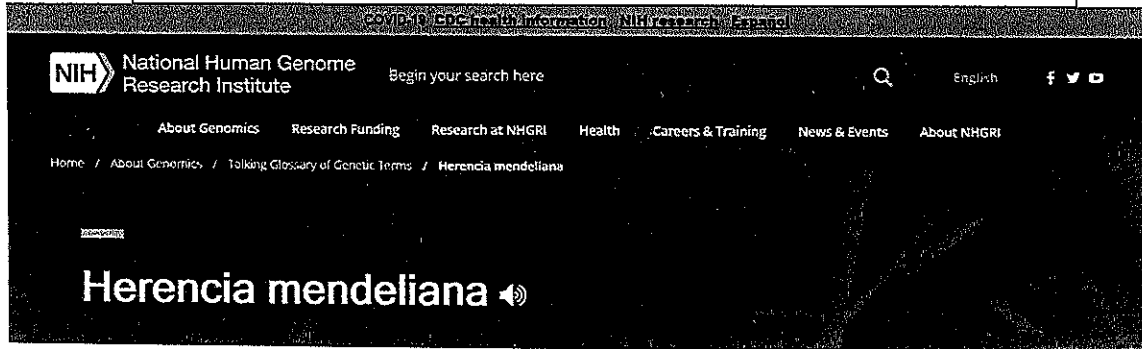 COVID-19 CDC health information NIH research Español
NIH National Human Genome
Research Institute
Begin your search here
English
About Genomics Research Funding Research at NHGRI Health Careers & Training News & Events About NHGRI
Home / About Genomics / Talking Glossary of Genetic Terms / Herencia mendeliana
Herencia mendeliana